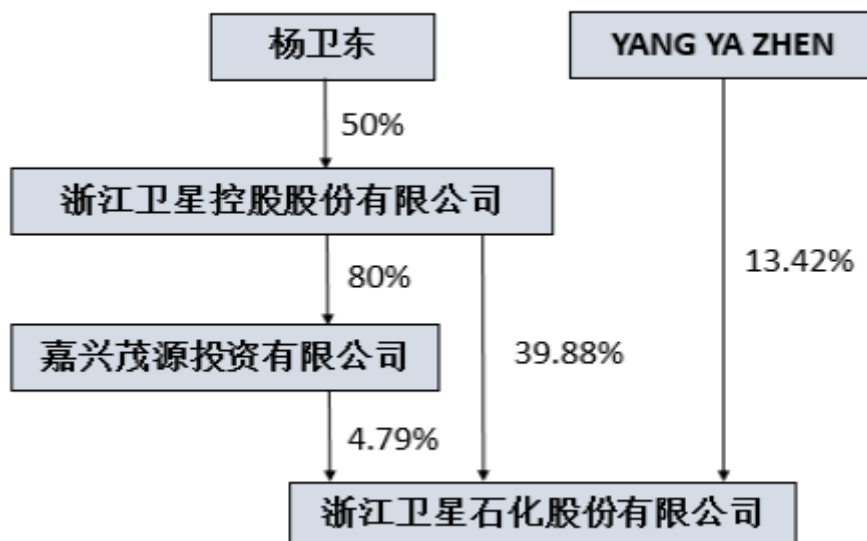 杨卫东
YANG YA ZHEN
50%
浙江卫星控股股份有限公司
80%
13.42%
嘉兴茂源投资有限公司
39.88%
4.79%
浙江卫星石化股份有限公司